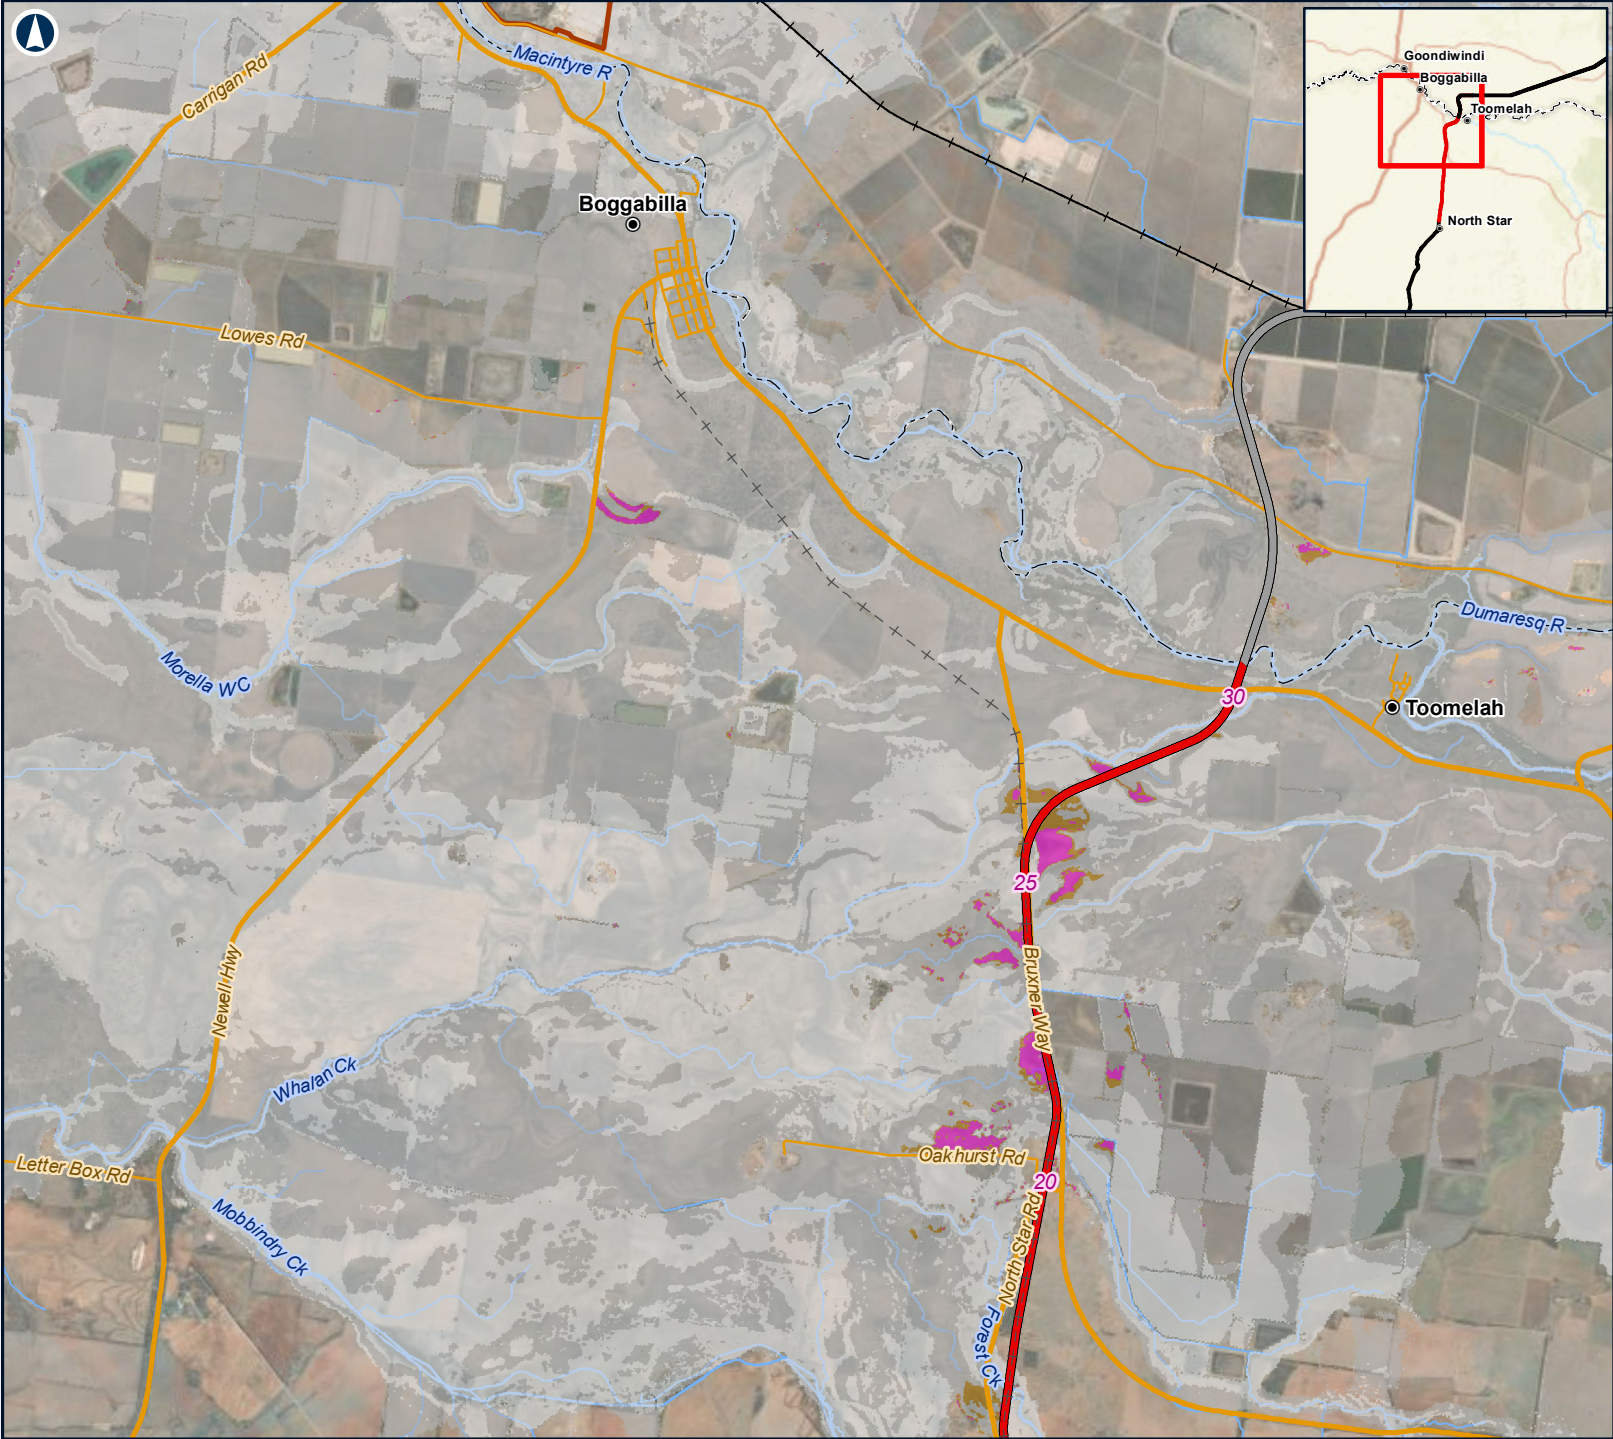 Carrigan Rd
Macintyre R
Goondiwindi
Boggabilla
Toomelah
North Star
Boggabilla
Lowes Rd
Dumaresq R
Morella WC
30
Toomelah
25
Newell Hwy
Bruxner Way
Whalan Ck
Letter Box Rd
Oakhurst Rd
20
Mobbindry Ck
North Star Rd
Forest Ck